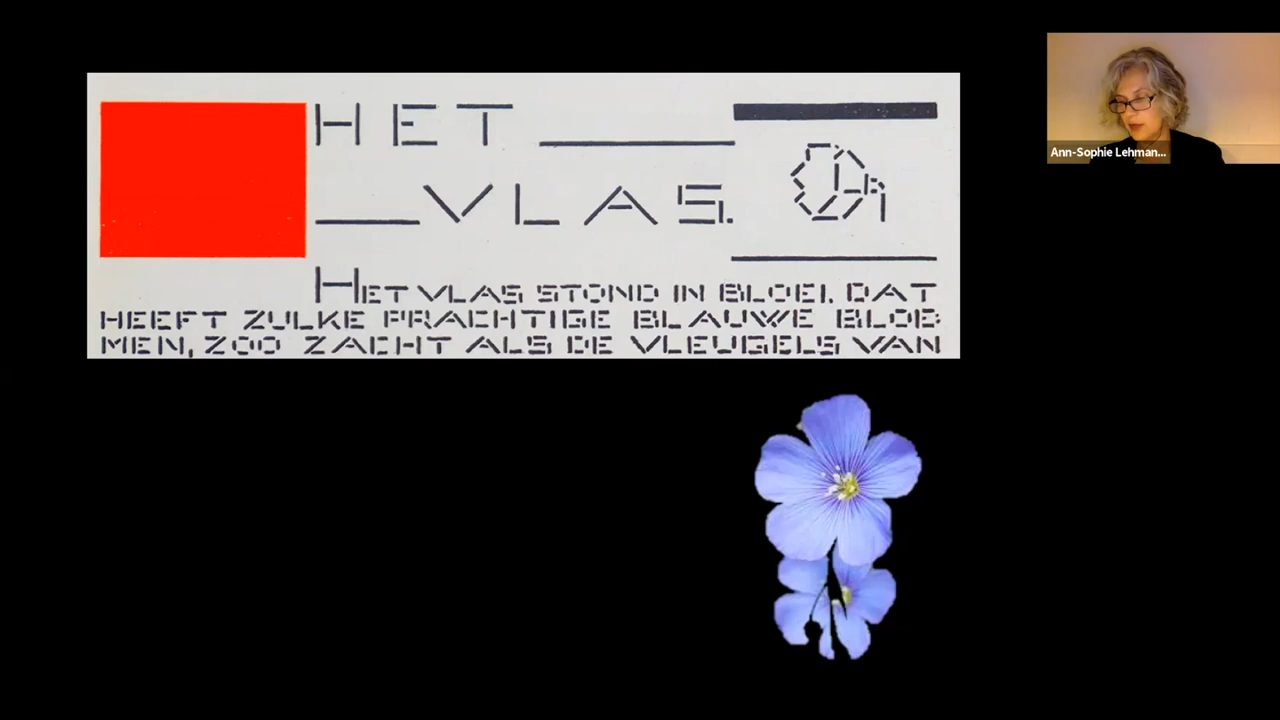 HET
VLAS.
HET VLAS STOND IN BLOEI. DAT
HEEFT ZULKE PRACHTIGE BLAUWE BLOE
MEN, ZOO ZACHT ALS DE VLEUGELS VAN
Ann-Sophie Lehman...